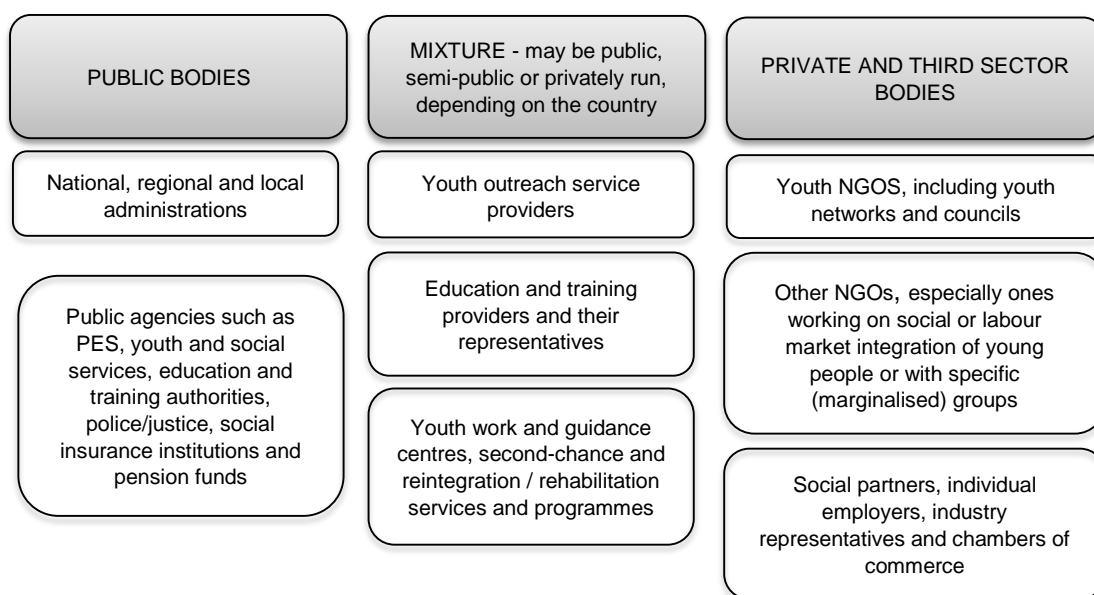 PUBLIC BODIES
National, regional and local
administrations
Public agencies such as
PES, youth and social
services, education and
training authorities,
police/justice, social
insurance institutions and
pension funds
MIXTURE - may be public,
semi-public or privately run,
depending on the country
Youth outreach service
providers
Education and training
providers and their
representatives
Youth work and guidance
centres, second-chance and
reintegration / rehabilitation
services and programmes
PRIVATE AND THIRD SECTOR
BODIES
Youth NGOS, including youth
networks and councils
Other NGOs, especially ones
working on social or labour
market integration of young
people or with specific
(marginalised) groups
Social partners, individual
employers, industry
representatives and chambers of
commerce